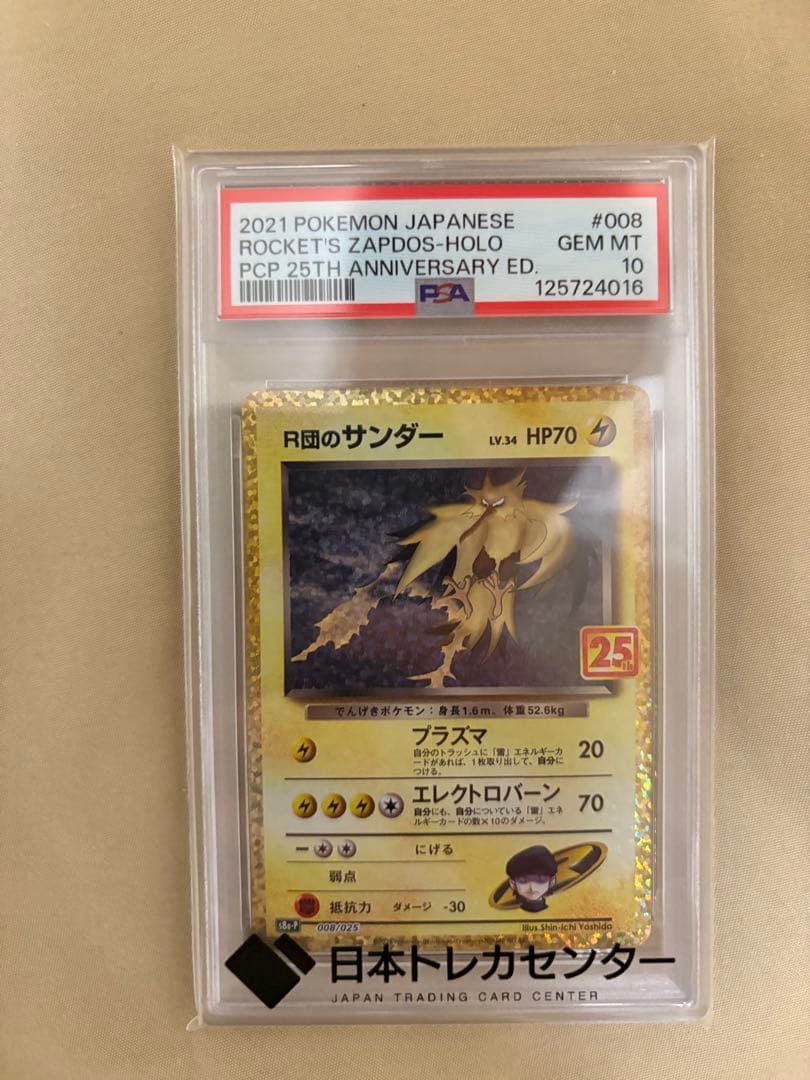 2021 POKEMON JAPANESE #008
ROCKET'S ZAPDOS-HOLO GEM MT
PCP 25TH ANNIVERSARY ED. 10
PSA 125724016
R団のサンダー LV.34 HP70
25th
でんげきポケモン:身長1.6m、体重52.6kg
プラズマ 20
自分のトラッシュに「雷」エネルギーカ
ードがあれば、1枚取り出して、自分に
つける。
エレクトロバーン 70
自分にも、自分についている「雷」エネ
ルギーカードの数×10のダメージ。
にげる
弱点
抵抗力 ダメージ -30
s8a-P 008/025 Illus.Shin-ichi Yoshida
日本トレカセンター
JAPAN TRADING CARD CENTER